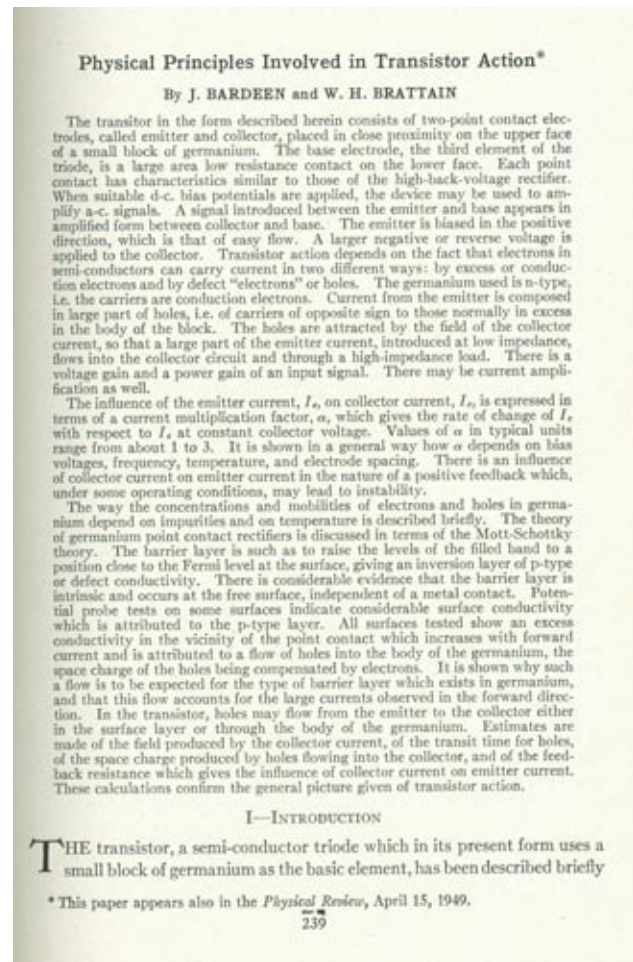 Physical Principles Involved in Transistor Action*
By J. BARDEEN and W. H. BRATTAIN
The transitor in the form described herein consists of two-point contact elec-
trodes, called emitter and collector, placed in close proximity on the upper face
of a small block of germanium. The base electrode, the third element of the
triode, is a large area low resistance contact on the lower face. Each point
contact has characteristics similar to those of the high-back-voltage rectifier.
When suitable d-c. bias potentials are applied, the device may be used to am-
plify a-c. signals. A signal introduced between the emitter and base appears in
amplified form between collector and base. The emitter is biased in the positive
direction, which is that of easy flow. A larger negative or reverse voltage is
applied to the collector. Transistor action depends on the fact that electrons in
semi-conductors can carry current in two different ways: by excess or conduc-
tion electrons and by defect "electrons" or holes. The germanium used is n-type,
i.e. the carriers are conduction electrons. Current from the emitter is composed
in large part of holes, i.e. of carriers of opposite sign to those normally in excess
in the body of the block. The holes are attracted by the field of the collector
current, so that a large part of the emitter current, introduced at low impedance,
flows into the collector circuit and through a high-impedance load. There is a
voltage gain and a power gain of an input signal. There may be current ampli-
fication as well.
The influence of the emitter current, Iₑ, on collector current, I꜀, is expressed in
terms of a current multiplication factor, α, which gives the rate of change of I꜀
with respect to Iₑ at constant collector voltage. Values of α in typical units
range from about 1 to 3. It is shown in a general way how α depends on bias
voltages, frequency, temperature, and electrode spacing. There is an influence
of collector current on emitter current in the nature of a positive feedback which,
under some operating conditions, may lead to instability.
The way the concentrations and mobilities of electrons and holes in germa-
nium depend on impurities and on temperature is described briefly. The theory
of germanium point contact rectifiers is discussed in terms of the Mott-Schottky
theory. The barrier layer is such as to raise the levels of the filled band to a
position close to the Fermi level at the surface, giving an inversion layer of p-type
or defect conductivity. There is considerable evidence that the barrier layer is
intrinsic and occurs at the free surface, independent of a metal contact. Poten-
tial probe tests on some surfaces indicate considerable surface conductivity
which is attributed to the p-type layer. All surfaces tested show an excess
conductivity in the vicinity of the point contact which increases with forward
current and is attributed to a flow of holes into the body of the germanium, the
space charge of the holes being compensated by electrons. It is shown why such
a flow is to be expected for the type of barrier layer which exists in germanium,
and that this flow accounts for the large currents observed in the forward direc-
tion. In the transistor, holes may flow from the emitter to the collector either
in the surface layer or through the body of the germanium. Estimates are
made of the field produced by the collector current, of the transit time for holes,
of the space charge produced by holes flowing into the collector, and of the feed-
back resistance which gives the influence of collector current on emitter current.
These calculations confirm the general picture given of transistor action.
I—INTRODUCTION
THE transistor, a semi-conductor triode which in its present form uses a
small block of germanium as the basic element, has been described briefly
* This paper appears also in the Physical Review, April 15, 1949.
239